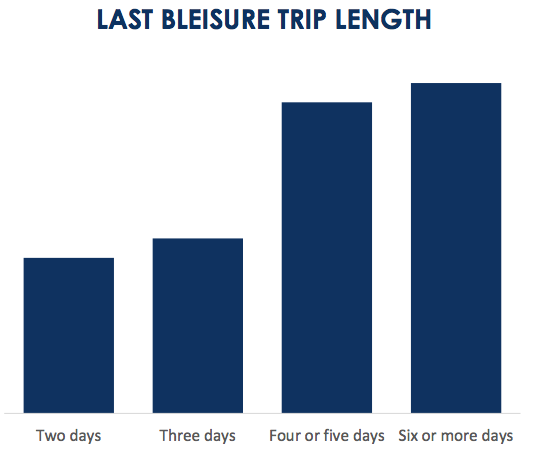 LAST BLEISURE TRIP LENGTH
Two days
Three days
Four or five days
Six or more days